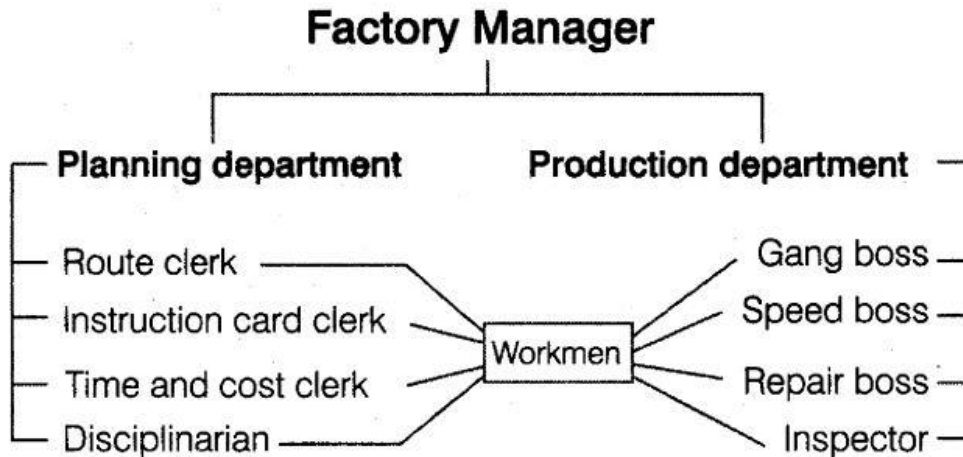 Factory Manager
Planning department
Production department
Route clerk
Instruction card clerk
Time and cost clerk
Disciplinarian
Workmen
Gang boss
Speed boss
Repair boss
Inspector